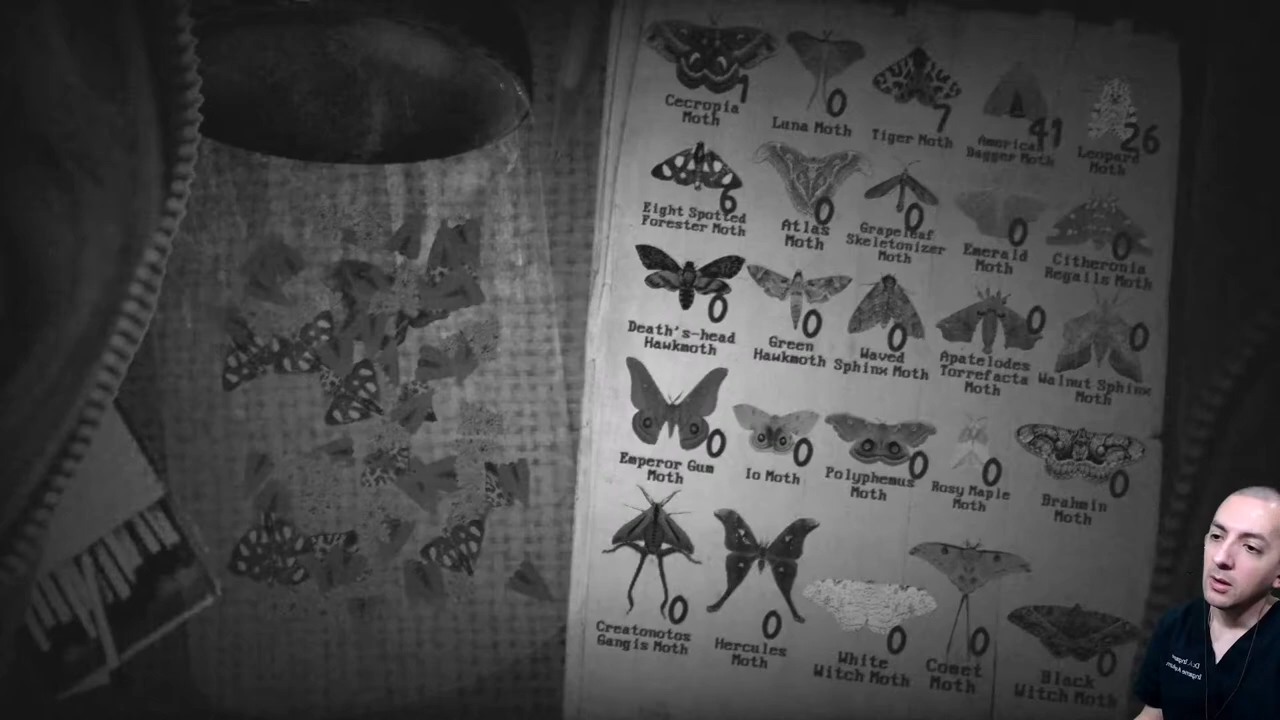 Cecropia
Moth
1
Luna Moth
0
Tiger Moth
7
American
Dagger Moth
41
Leopard
Moth
26
Eight Spotted
Forester Moth
6
Atlas
Moth
0
Grapeleaf
Skeletonizer
Moth
0
Emerald
Moth
0
Citheronia
Regails Moth
0
Death's-head
Hawkmoth
0
Green
Hawkmoth
0
Waved
Sphinx Moth
0
Apatelodes
Torrefacta
Moth
0
Walnut Sphinx
Moth
0
Emperor Gum
Moth
0
Io Moth
0
Polyphemus
Moth
0
Rosy Maple
Moth
0
Brahmin
Moth
0
Creatonotos
Gangis Moth
0
Hercules
Moth
0
White
Witch Moth
0
Comet
Moth
0
Black
Witch Moth
0